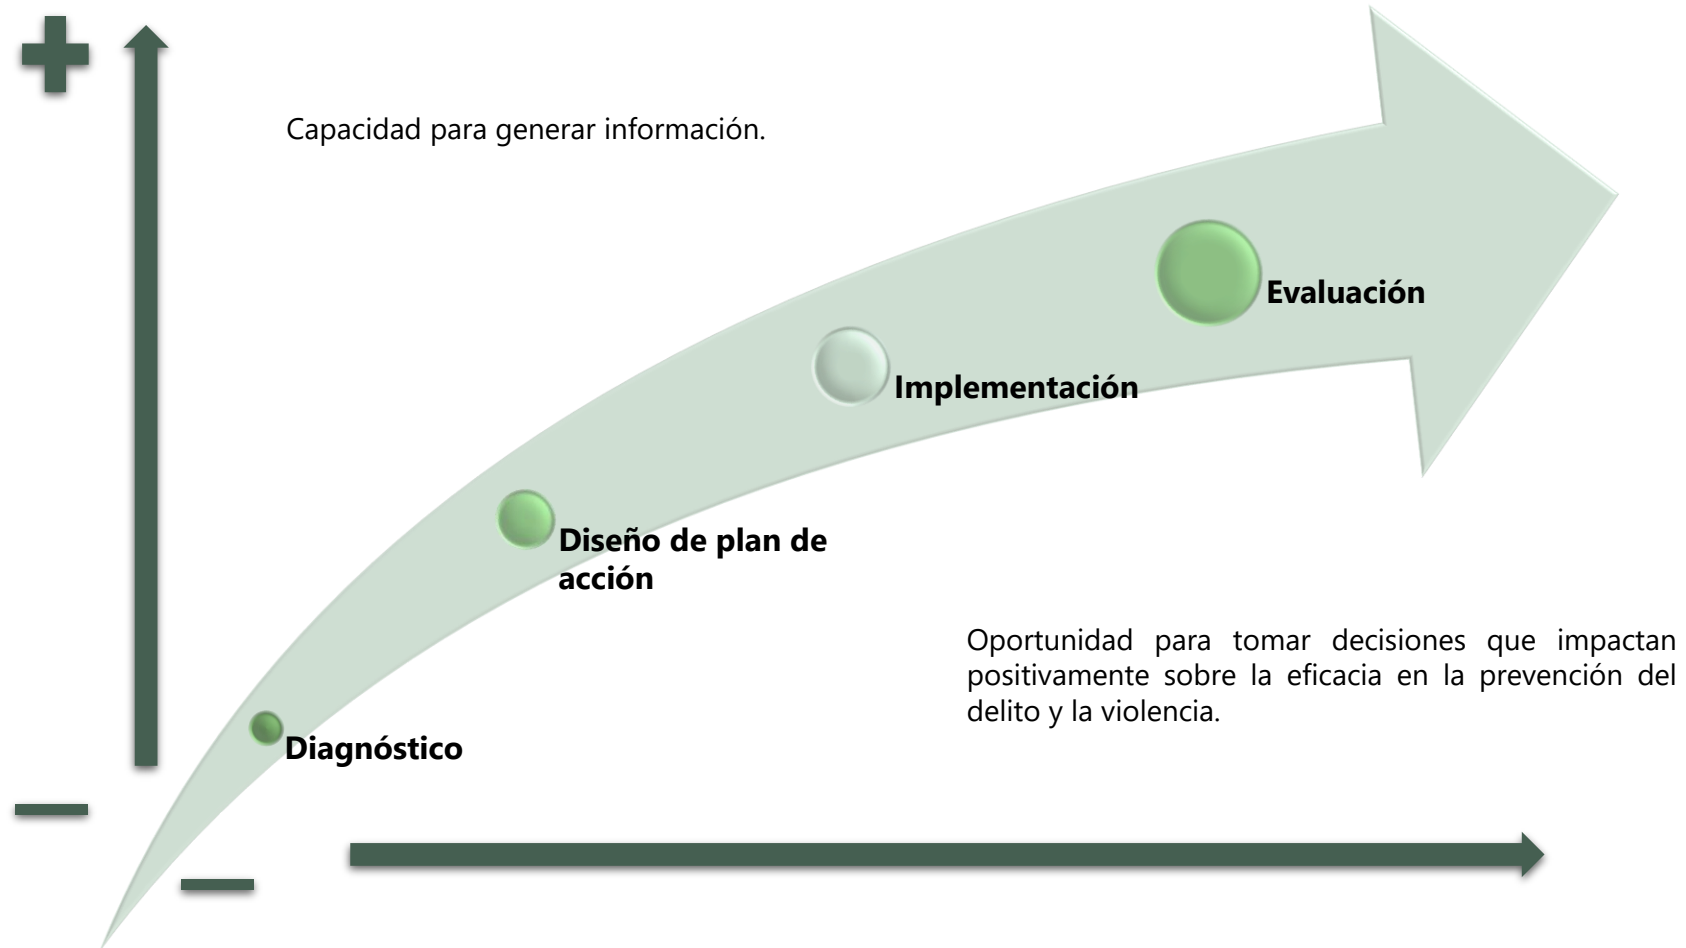 Capacidad para generar información.
Evaluación
Implementación
Diseño de plan de
acción
Oportunidad para tomar decisiones que impactan
positivamente sobre la eficacia en la prevención del
delito y la violencia.
Diagnóstico